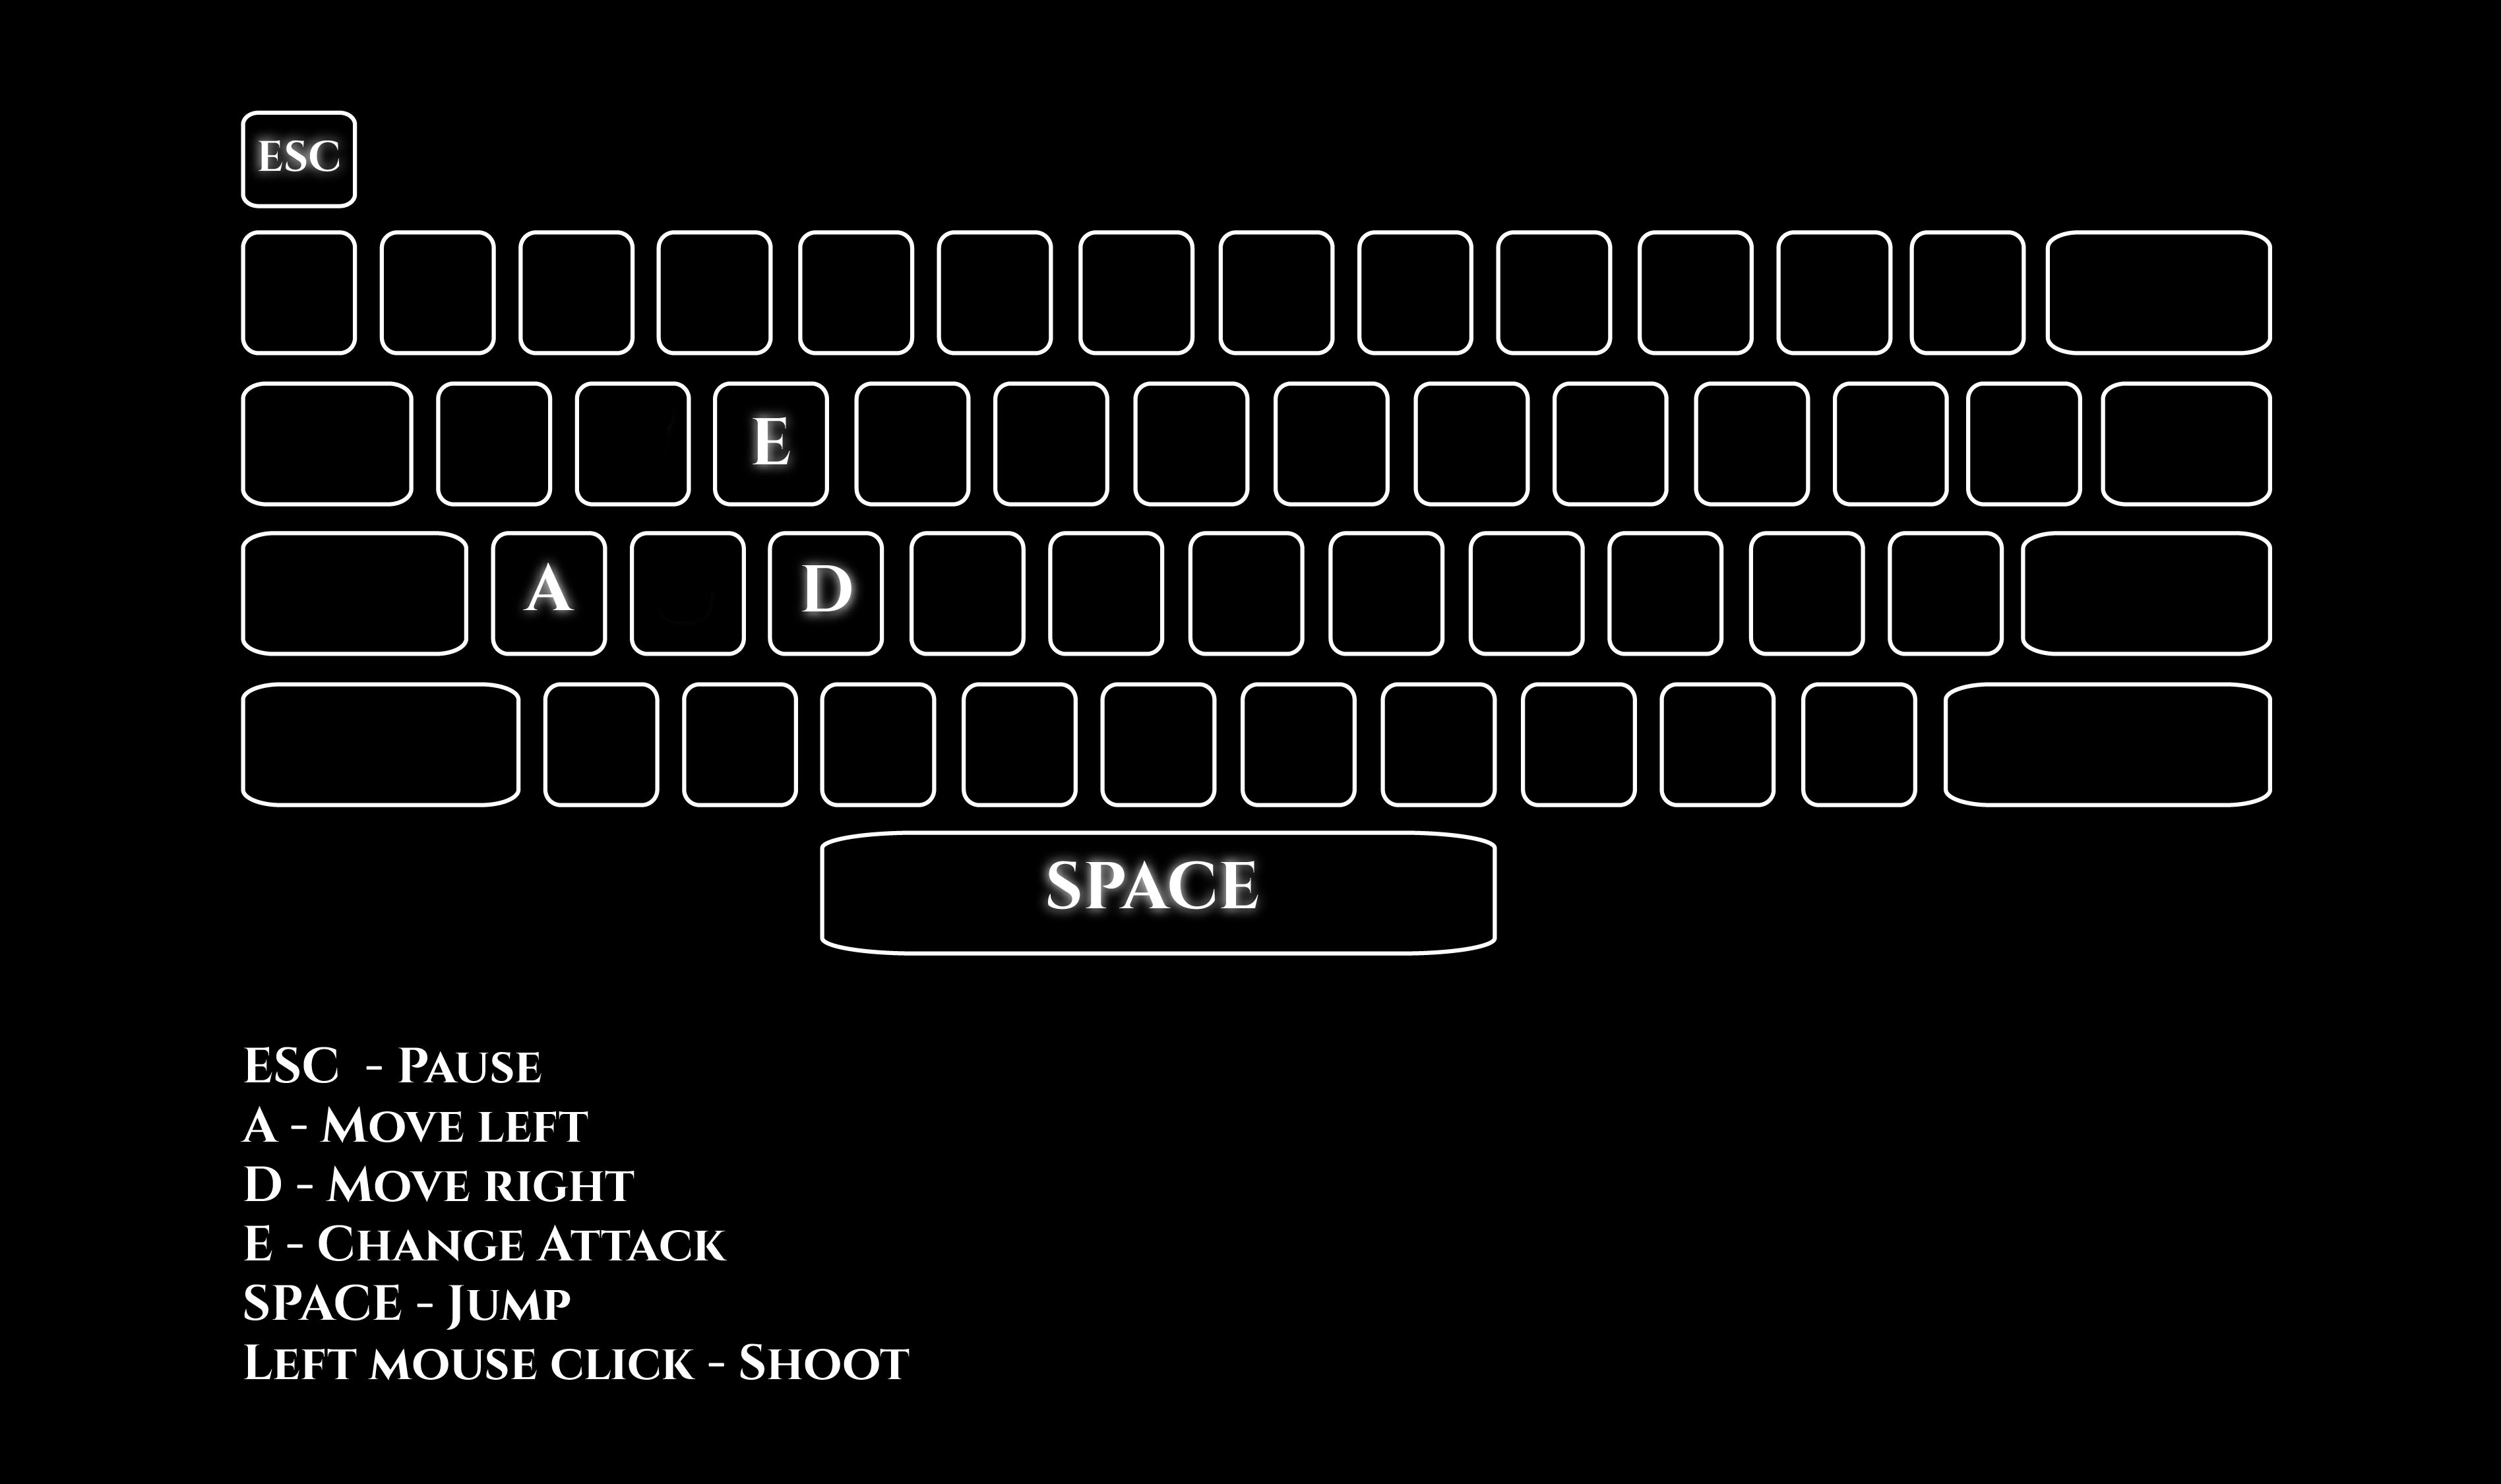 ESC
E
A D
SPACE
ESC - Pause
A - Move left
D - Move right
E - Change Attack
SPACE - Jump
Left mouse click - Shoot